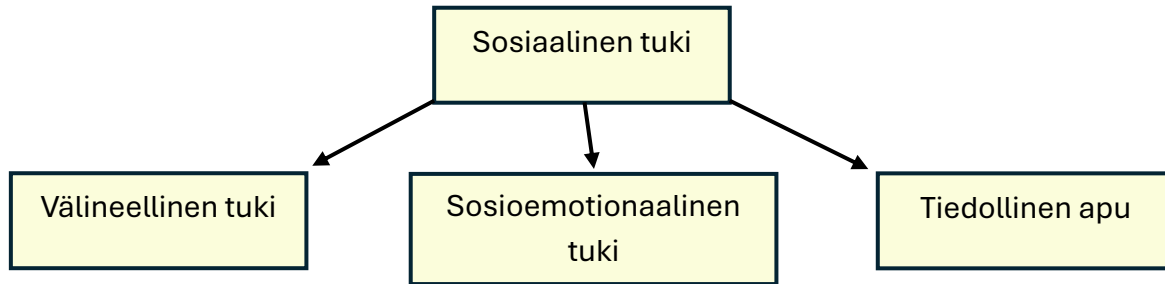 Sosiaalinen tuki
Välineellinen tuki
Sosioemotionaalinen
tuki
Tiedollinen apu